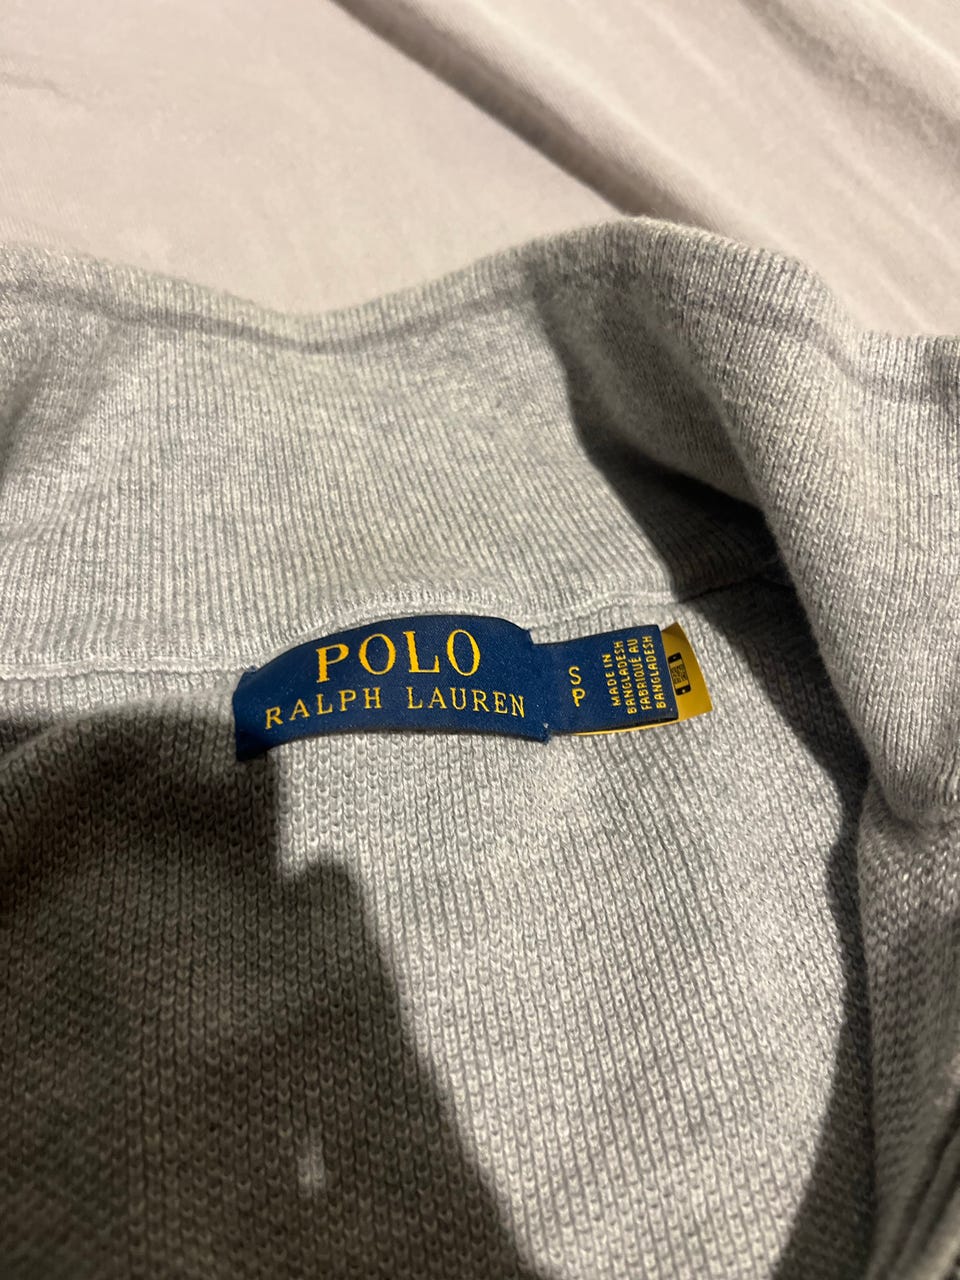 POLO
RALPH LAUREN
S
P
MADE IN
BANGLADESH
FABRIQUÉ AU
BANGLADESH